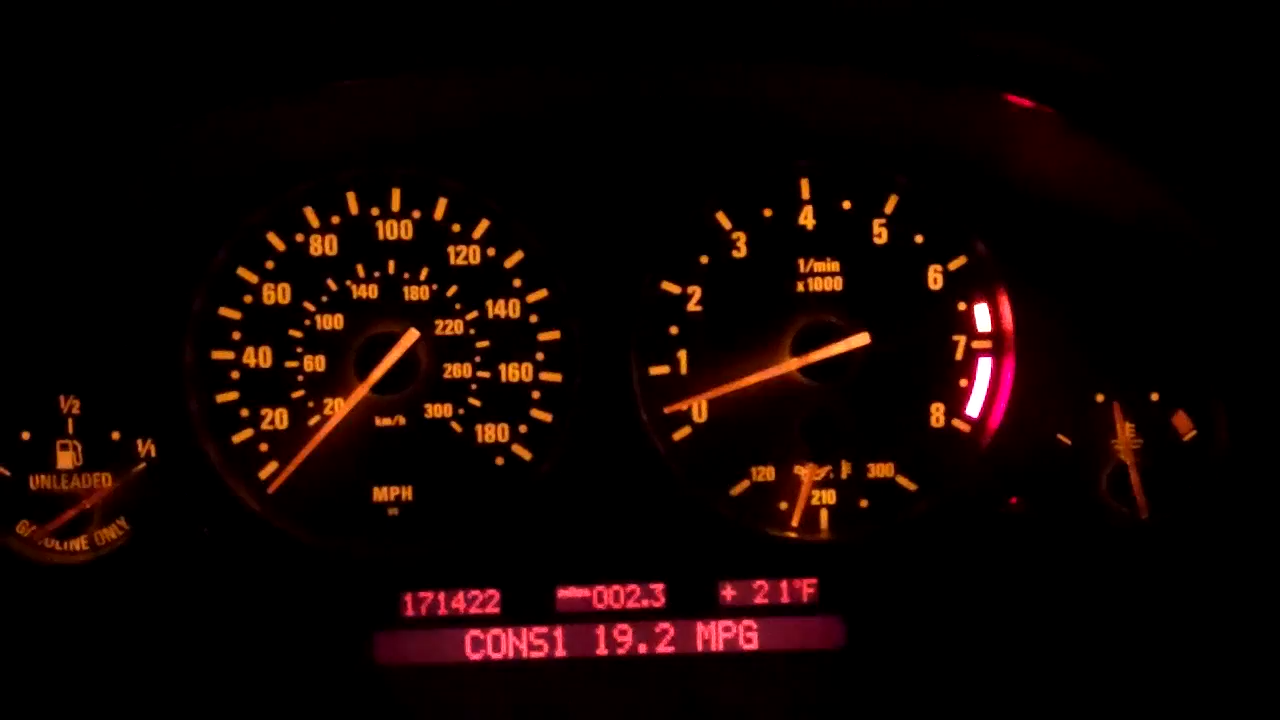 1/2
1/1
UNLEADED
GASOLINE ONLY
20 40 60 80 100 120 140 160 180
20 60 100 140 180 220 260 300
km/h
MPH
0 1 2 3 4 5 6 7 8
1/min
x1000
120 210 300
171422 miles 002.3 + 21°F
CONS1 19.2 MPG